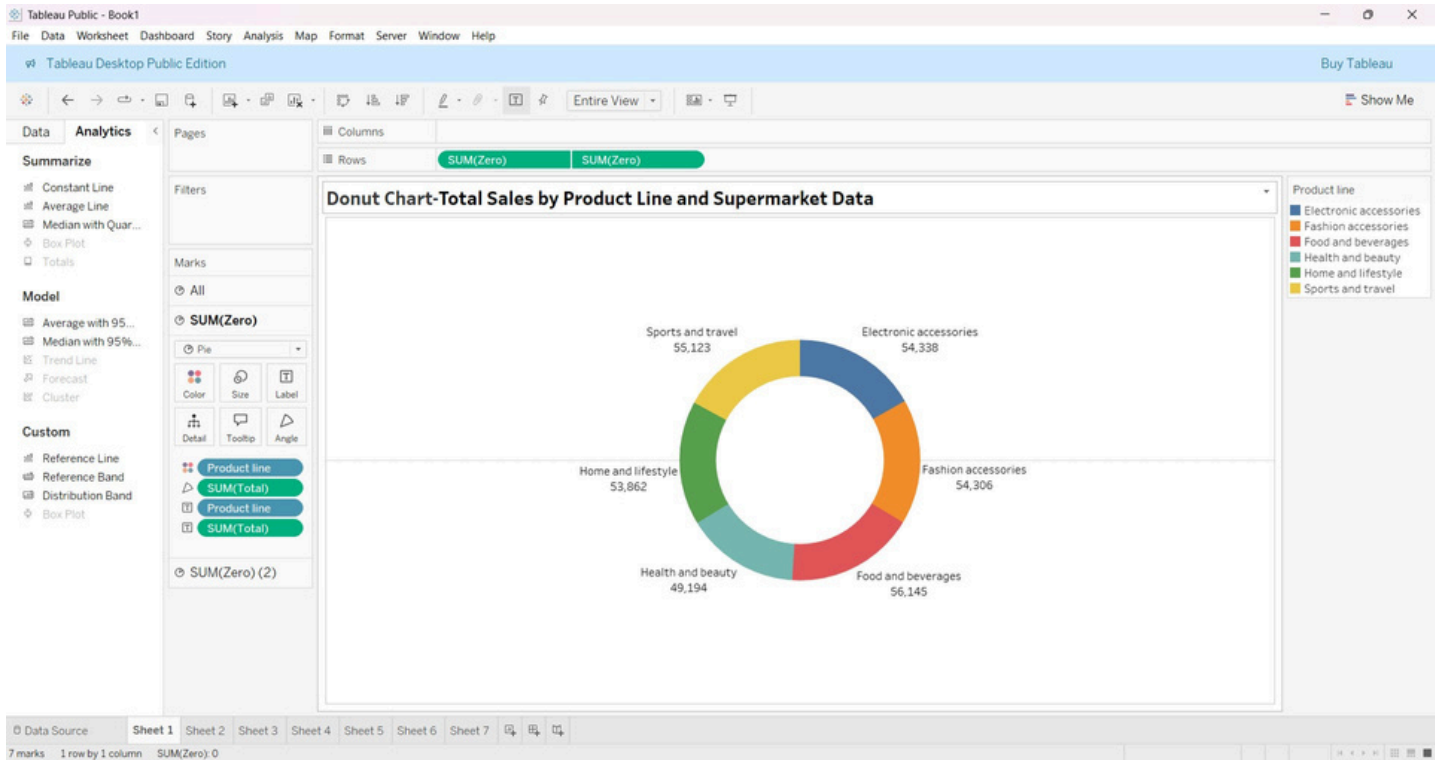 Tableau Public - Book1
File Data Worksheet Dashboard Story Analysis Map Format Server Window Help
Tableau Desktop Public Edition
Buy Tableau
Entire View
Show Me
Data Analytics
Summarize
Constant Line
Average Line
Median with Quar...
Box Plot
Totals
Model
Average with 95...
Median with 95%...
Trend Line
Forecast
Cluster
Custom
Reference Line
Reference Band
Distribution Band
Box Plot
Pages
Filters
Marks
All
SUM(Zero)
Pie
Color Size Label
Detail Tooltip Angle
Product line
SUM(Total)
Product line
SUM(Total)
SUM(Zero) (2)
Columns
Rows SUM(Zero) SUM(Zero)
Donut Chart-Total Sales by Product Line and Supermarket Data
Sports and travel
55,123
Electronic accessories
54,338
Home and lifestyle
53,862
Fashion accessories
54,306
Health and beauty
49,194
Food and beverages
56,145
Product line
Electronic accessories
Fashion accessories
Food and beverages
Health and beauty
Home and lifestyle
Sports and travel
Data Source Sheet 1 Sheet 2 Sheet 3 Sheet 4 Sheet 5 Sheet 6 Sheet 7
7 marks 1 row by 1 column SUM(Zero): 0